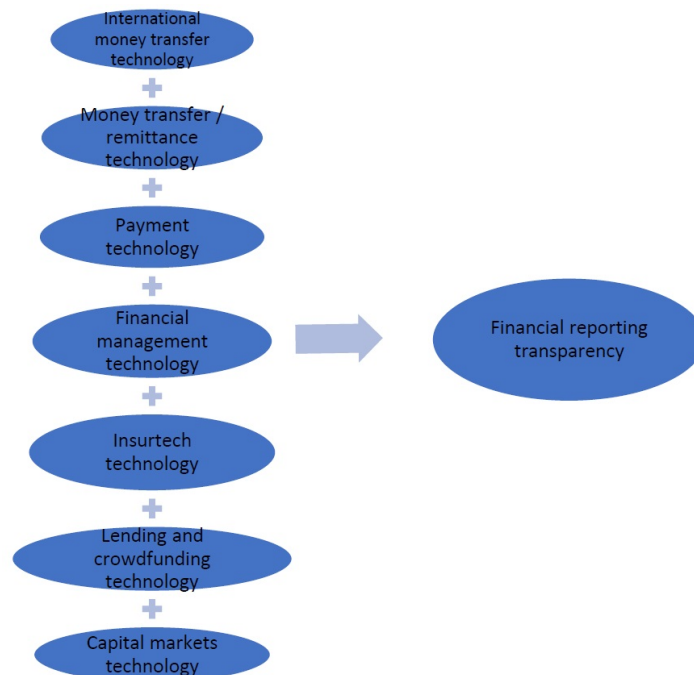 International
money transfer
technology
Money transfer /
remittance
technology
Payment
technology
Financial
management
technology
Insurtech
technology
Lending and
crowdfunding
technology
Capital markets
technology
Financial reporting
transparency